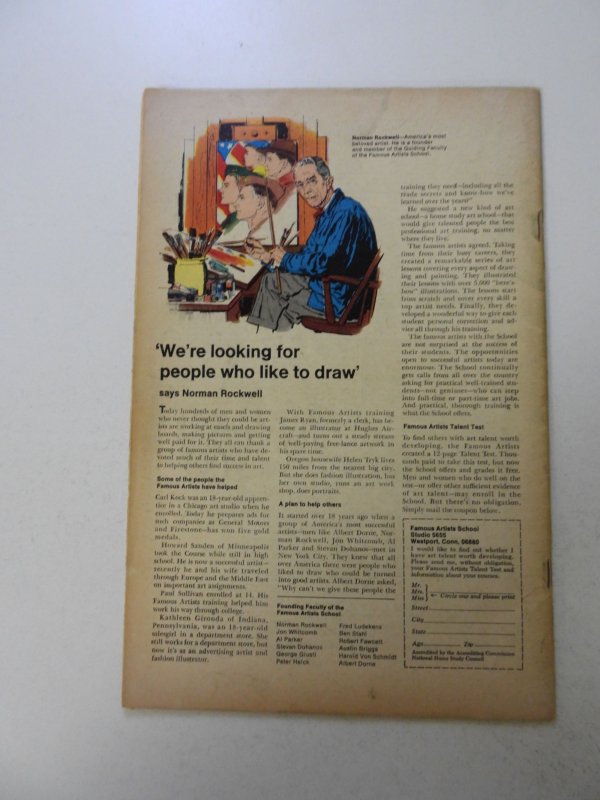 Norman Rockwell—America's most
beloved artist. He is a founder
and member of the Guiding Faculty
of the Famous Artists School.
'We're looking for
people who like to draw'
says Norman Rockwell
Today hundreds of men and women
who never thought they could be art-
ists are working at easels and drawing
boards, making pictures and getting
well paid for it. They all can thank a
group of famous artists who have de-
voted much of their time and talent
to helping others find success in art.
Some of the people the
Famous Artists have helped
Carl Rock was an 18-year-old appren-
tice in a Chicago art studio when he
enrolled. Today he prepares ads for
such companies as General Motors
and Firestone—has won five gold
medals.
Howard Sanden of Minneapolis
took the Course while still in high
school. He is now a successful artist—
recently he and his wife traveled
through Europe and the Middle East
on important art assignments.
Paul Sullivan enrolled at 14. His
Famous Artists training helped him
work his way through college.
Kathleen Gironda of Indiana,
Pennsylvania, was an 18-year-old
salesgirl in a department store. She
still works for a department store, but
now it's as an advertising artist and
fashion illustrator.
With Famous Artists training
James Ryan, formerly a clerk, has be-
come an illustrator at Hughes Air-
craft—and turns out a steady stream
of well-paying free-lance artwork in
his spare time.
Oregon housewife Helen Tryk lives
150 miles from the nearest big city.
But she does fashion illustration, has
her own studio, runs an art work
shop, does portraits.
A plan to help others
It started over 18 years ago when a
group of America's most successful
artists—men like Albert Dorne, Nor-
man Rockwell, Jon Whitcomb, Al
Parker and Stevan Dohanos—met in
New York City. They knew that all
over America there were people who
liked to draw who could be turned
into good artists. Albert Dorne asked,
"Why can't we give these people the
Founding Faculty of the
Famous Artists School
Norman Rockwell
Jon Whitcomb
Al Parker
Stevan Dohanos
George Giusti
Peter Helck
Fred Ludekens
Ben Stahl
Robert Fawcett
Austin Briggs
Harold Von Schmidt
Albert Dorne
training they need—including all the
trade secrets and know-how we've
learned over the years?"
He suggested a new kind of art
school—a home study art school—that
would give talented people the best
professional art training, no matter
where they live.
The famous artists agreed. Taking
time from their busy careers, they
created a remarkable series of art
lessons covering every aspect of draw-
ing and painting. They illustrated
their lessons with over 5,000 "here's-
how" illustrations. The lessons start
from scratch and cover every skill a
top artist needs. Finally, they de-
veloped a wonderful way to give each
student personal correction and ad-
vice all through his training.
The famous artists with the School
are not surprised at the success of
their students. The opportunities
open to successful artists today are
enormous. The School continually
gets calls from all over the country
asking for practical well-trained stu-
dents—not geniuses—who can step
into full-time or part-time art jobs.
And practical, thorough training is
what the School offers.
Famous Artists Talent Test
To find others with art talent worth
developing, the Famous Artists
created a 12-page Talent Test. Thou-
sands paid to take this test, but now
the School offers and grades it free.
Men and women who do well on the
test—or offer other sufficient evidence
of art talent—may enroll in the
School. But there's no obligation.
Simply mail the coupon below.
Famous Artists School
Studio 5655
Westport, Conn. 06880
I would like to find out whether I
have art talent worth developing.
Please send me, without obligation,
your Famous Artists Talent Test and
information about your courses.
Mr.
Mrs.
Miss
Circle one and please print
Street
City
State
Age Zip
Accredited by the Accrediting Commission
National Home Study Council